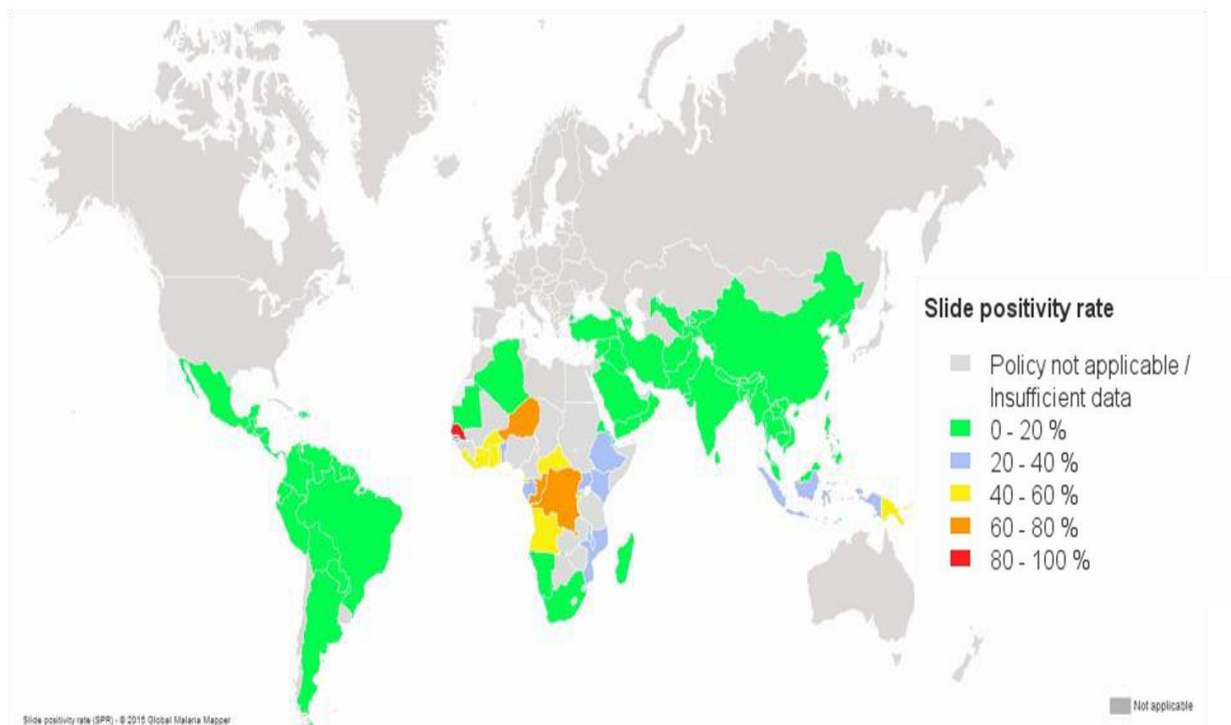 Slide positivity rate
Policy not applicable /
Insufficient data
0 - 20 %
20 - 40 %
40 - 60 %
60 - 80 %
80 - 100 %
Slide positivity rate (SPR) - © 2015 Global Malaria Mapper
Not applicable